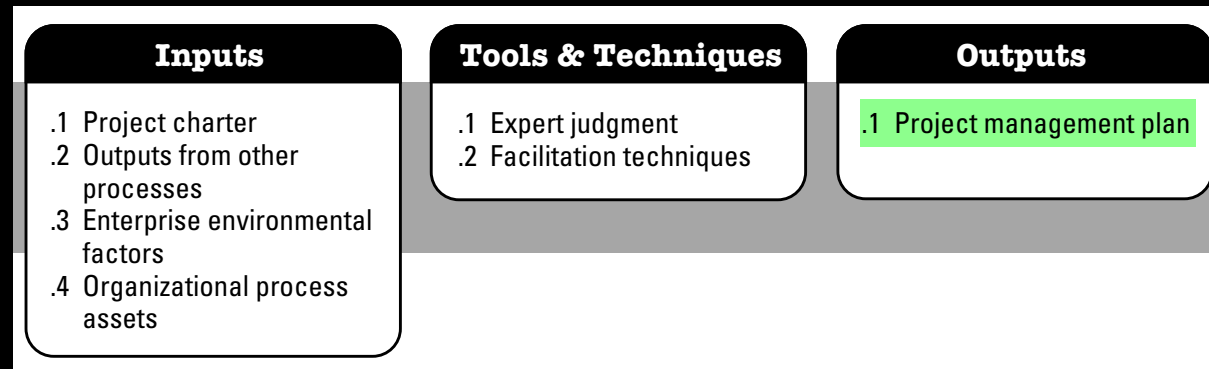 Inputs
.1 Project charter
.2 Outputs from other
processes
.3 Enterprise environmental
factors
.4 Organizational process
assets
Tools & Techniques
.1 Expert judgment
.2 Facilitation techniques
Outputs
.1 Project management plan